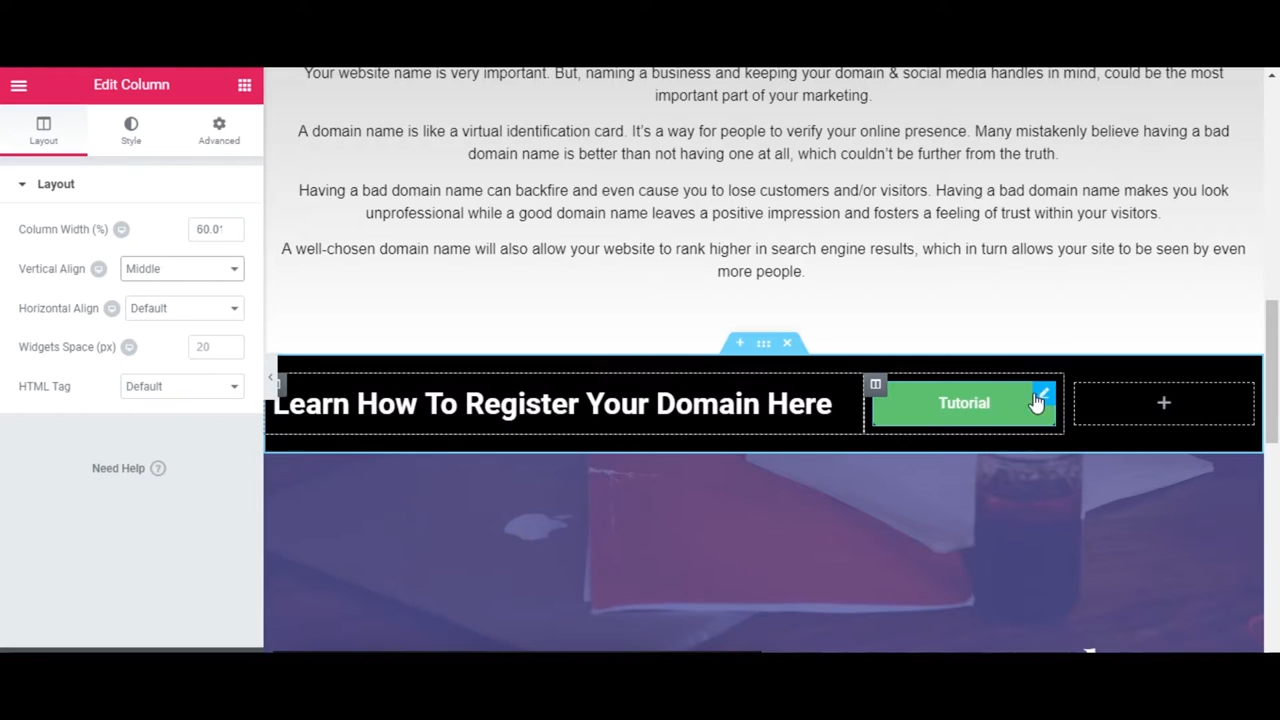 Edit Column
Layout
Style
Advanced
Layout
Column Width (%)
60.01
Vertical Align
Middle
Horizontal Align
Default
Widgets Space (px)
20
HTML Tag
Default
Need Help ?
Your website name is very important. But, naming a business and keeping your domain & social media handles in mind, could be the most
important part of your marketing.
A domain name is like a virtual identification card. It's a way for people to verify your online presence. Many mistakenly believe having a bad
domain name is better than not having one at all, which couldn't be further from the truth.
Having a bad domain name can backfire and even cause you to lose customers and/or visitors. Having a bad domain name makes you look
unprofessional while a good domain name leaves a positive impression and fosters a feeling of trust within your visitors.
A well-chosen domain name will also allow your website to rank higher in search engine results, which in turn allows your site to be seen by even
more people.
Learn How To Register Your Domain Here
Tutorial